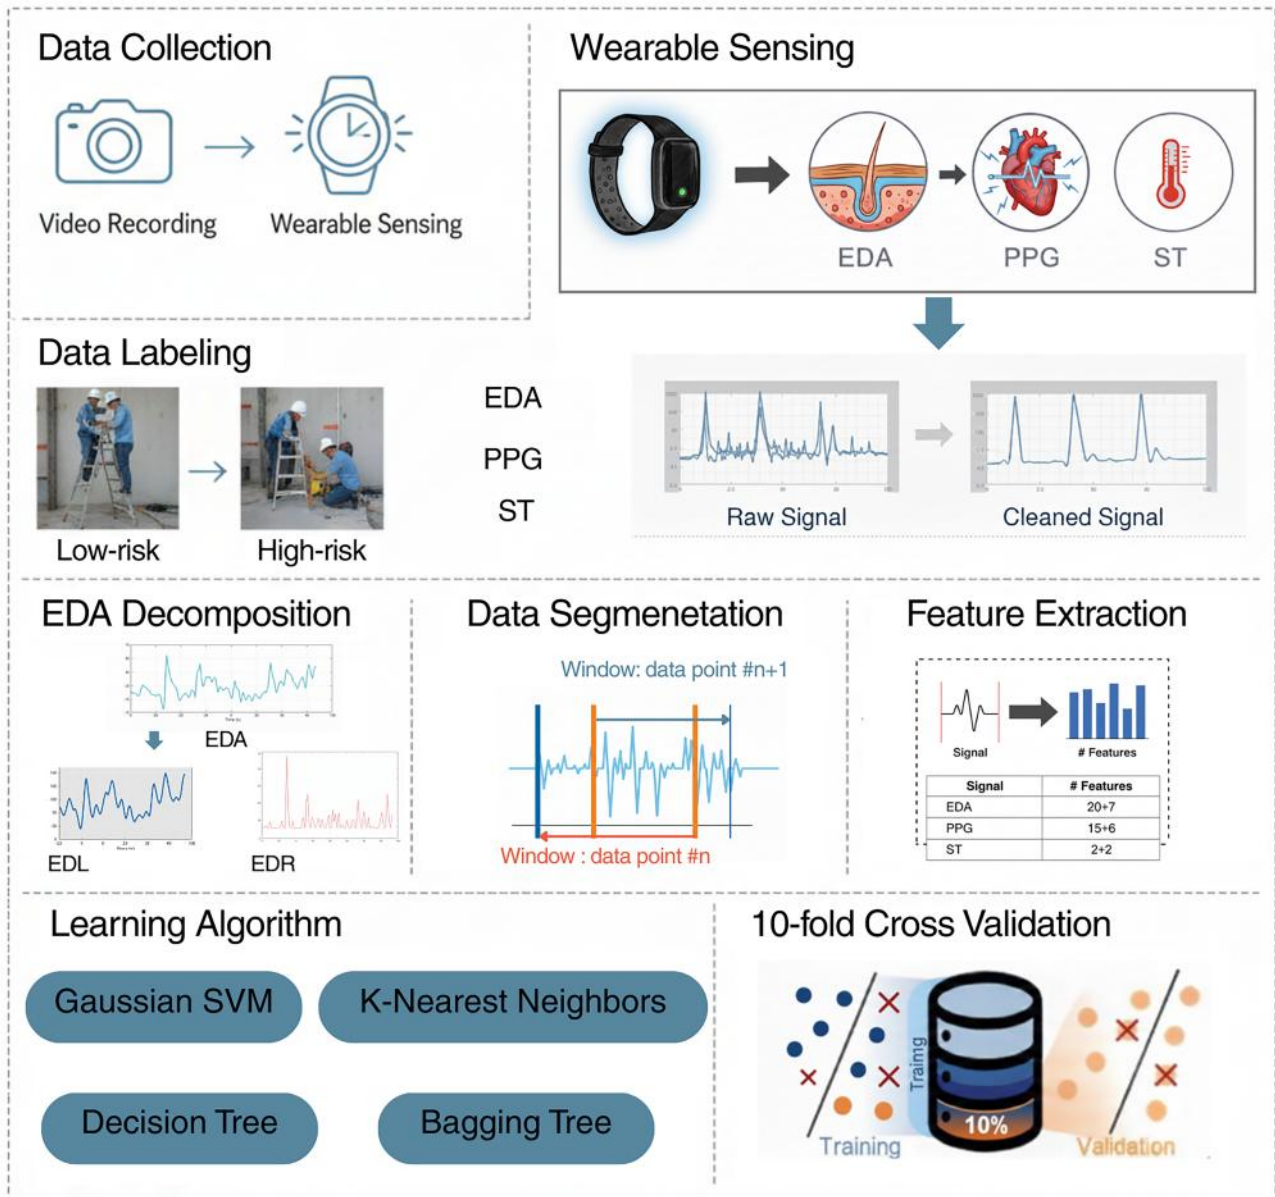 Data Collection
Video Recording
Wearable Sensing
Wearable Sensing
EDA
PPG
ST
Data Labeling
Low-risk
High-risk
EDA
PPG
ST
Raw Signal
Cleaned Signal
EDA Decomposition
EDA
EDL
EDR
Data Segmenetation
Window: data point #n+1
Window : data point #n
Feature Extraction
Signal
# Features
Signal # Features
EDA 20+7
PPG 15+6
ST 2+2
Learning Algorithm
Gaussian SVM
K-Nearest Neighbors
Decision Tree
Bagging Tree
10-fold Cross Validation
Traimg
10%
Training
Validation